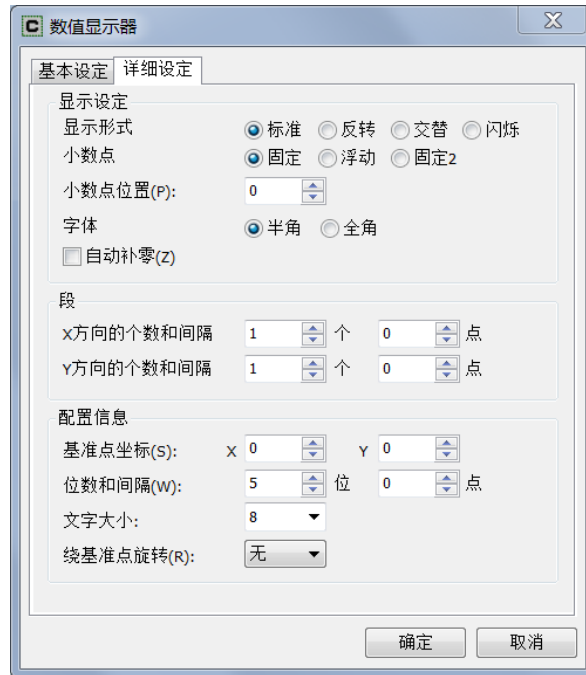 C 数值显示器
基本设定 详细设定
显示设定
显示形式 标准 反转 交替 闪烁
小数点 固定 浮动 固定2
小数点位置(P): 0
字体 半角 全角
自动补零(Z)
段
X方向的个数和间隔 1 个 0 点
Y方向的个数和间隔 1 个 0 点
配置信息
基准点坐标(S): X 0 Y 0
位数和间隔(W): 5 位 0 点
文字大小: 8
绕基准点旋转(R): 无
确定 取消